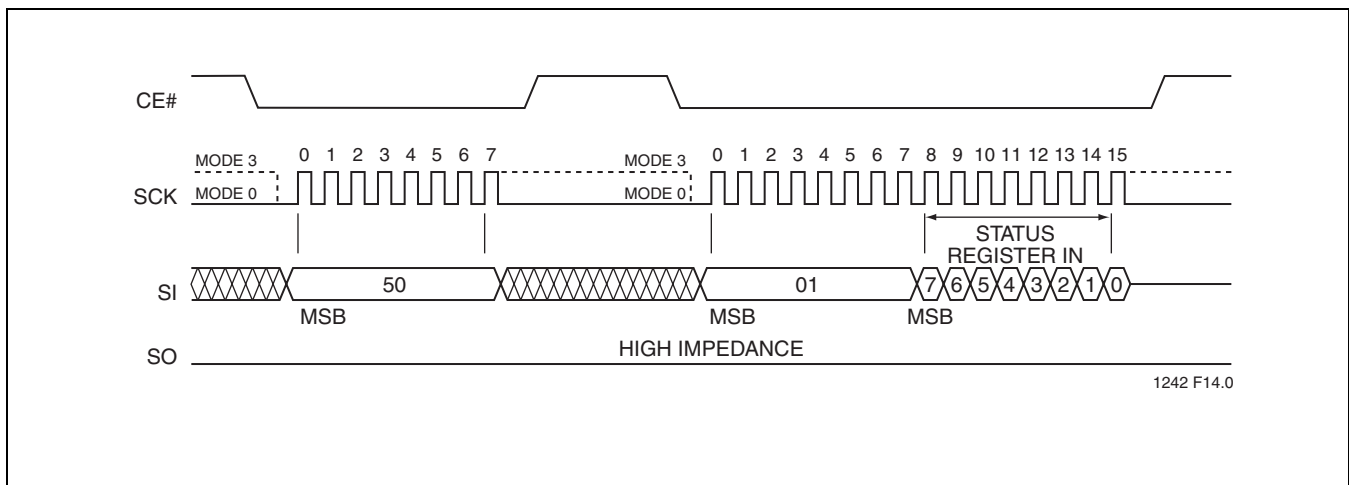 CE#
MODE 3 0 1 2 3 4 5 6 7 MODE 3 0 1 2 3 4 5 6 7 8 9 10 11 12 13 14 15
SCK MODE 0 MODE 0
STATUS
REGISTER IN
SI 50 01 7 6 5 4 3 2 1 0
MSB MSB MSB
SO HIGH IMPEDANCE
1242 F14.0